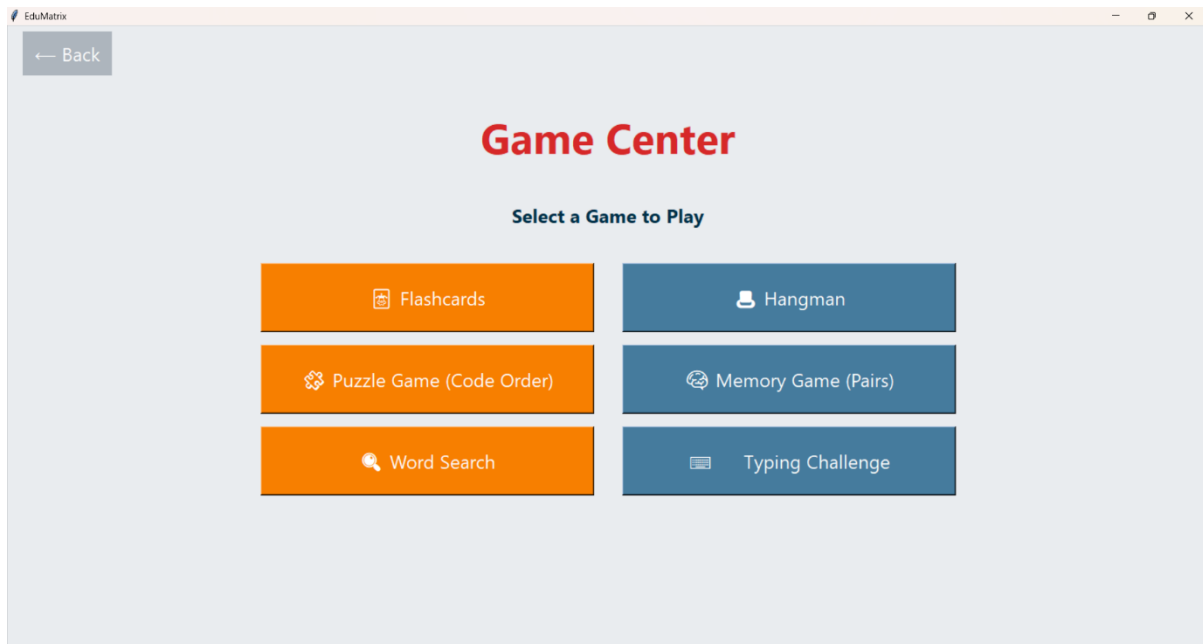 EduMatrix
← Back
Game Center
Select a Game to Play
Flashcards
Hangman
Puzzle Game (Code Order)
Memory Game (Pairs)
Word Search
Typing Challenge